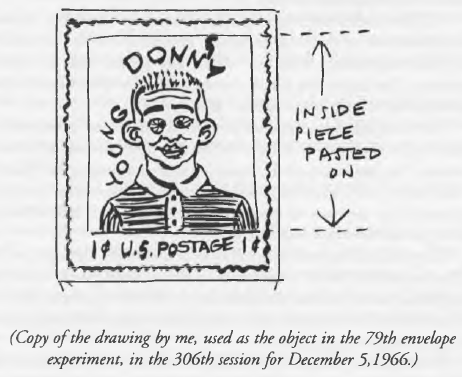 DONNY
YOUNG
INSIDE
PIECE
PASTED
ON
1¢ U.S. POSTAGE 1¢
(Copy of the drawing by me, used as the object in the 79th envelope
experiment, in the 306th session for December 5,1966.)